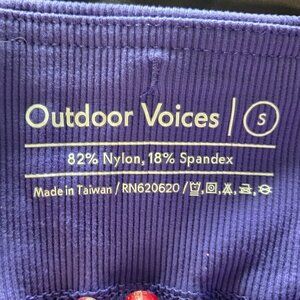 Outdoor Voices | S
82% Nylon, 18% Spandex
Made in Taiwan / RN620620 /